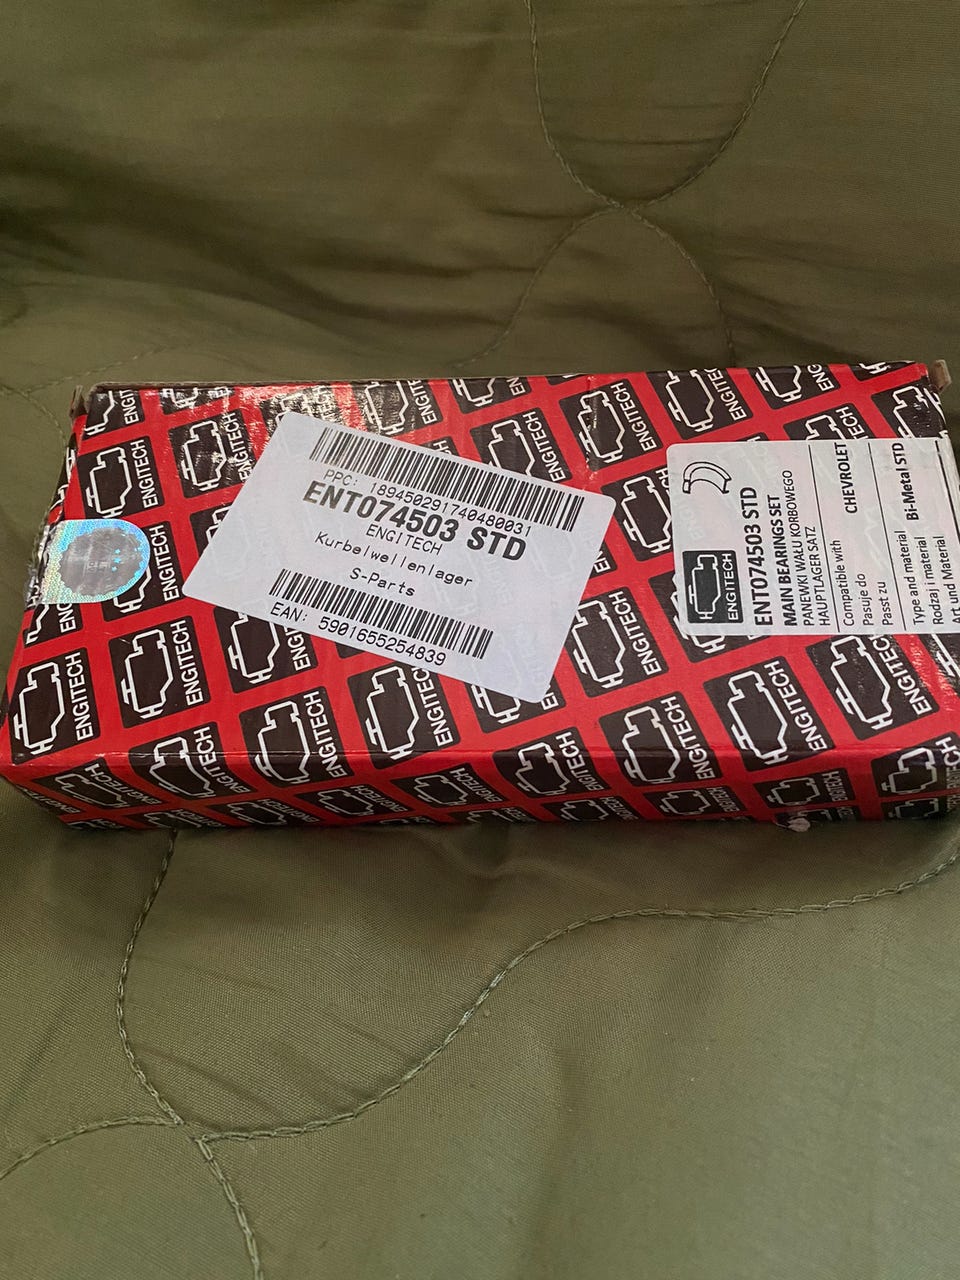 PPC: 189450291740480031
ENT074503 STD
ENGITECH
Kurbelwellenlager
S-Parts
EAN: 5901655254839
ENGITECH
ENT074503 STD
MAIN BEARINGS SET
PANEWKI WAŁU KORBOWEGO
HAUPTLAGER SATZ
Compatible with
Pasuje do
Passt zu
CHEVROLET
Type and material
Rodzaj i materiał
Art und Material
Bi-Metal STD